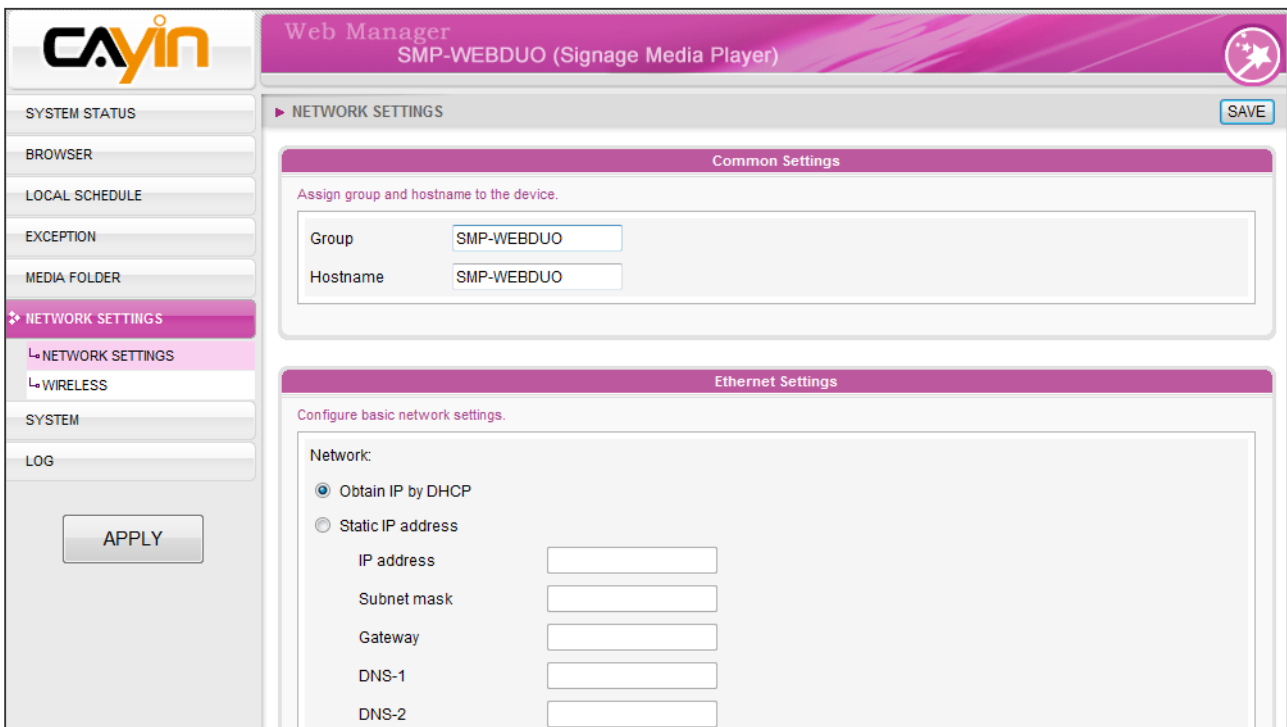 CAYIN
Web Manager
SMP-WEBDUO (Signage Media Player)
SYSTEM STATUS
BROWSER
LOCAL SCHEDULE
EXCEPTION
MEDIA FOLDER
NETWORK SETTINGS
NETWORK SETTINGS
WIRELESS
SYSTEM
LOG
APPLY
NETWORK SETTINGS
SAVE
Common Settings
Assign group and hostname to the device.
Group SMP-WEBDUO
Hostname SMP-WEBDUO
Ethernet Settings
Configure basic network settings.
Network:
Obtain IP by DHCP
Static IP address
IP address
Subnet mask
Gateway
DNS-1
DNS-2